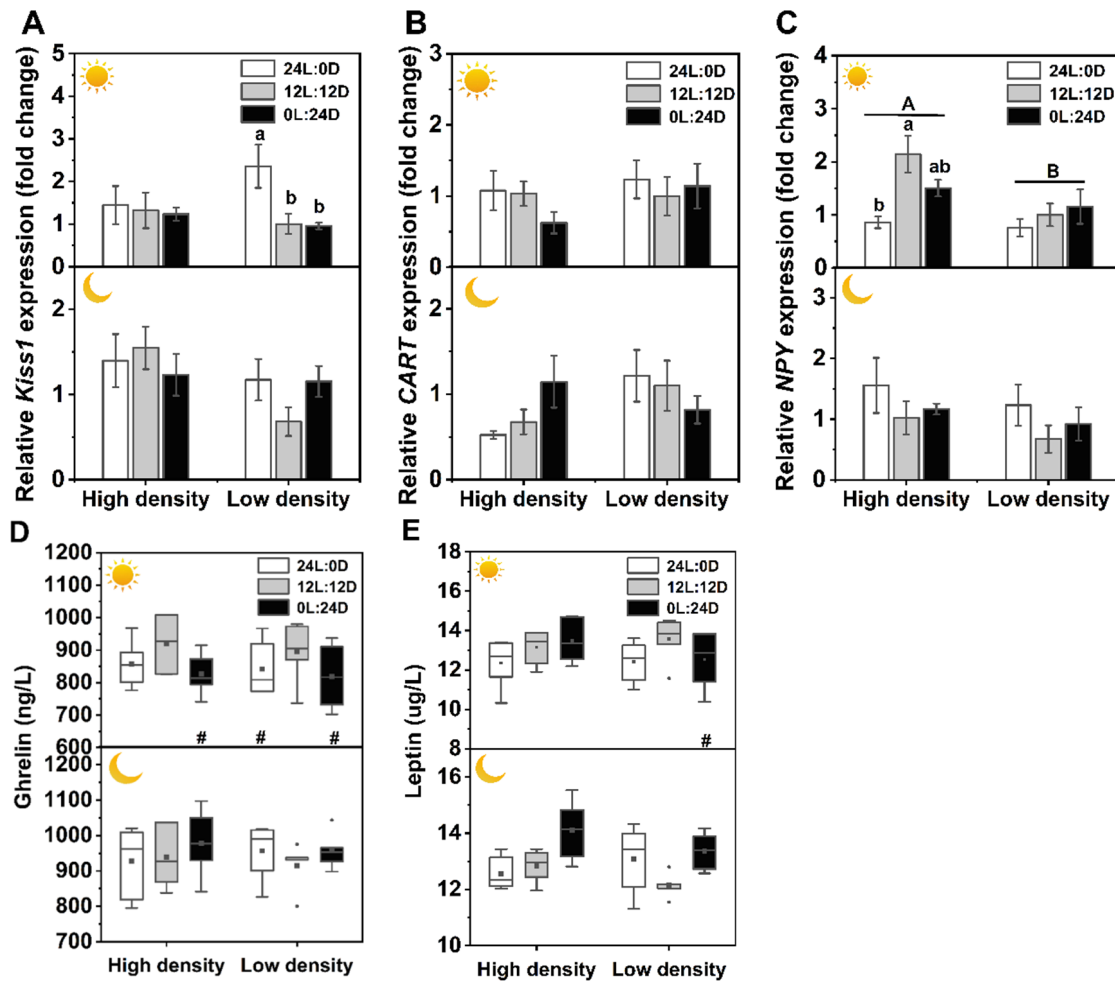 A
Relative Kiss1 expression (fold change)
5
4
3
2
1
0
24L:0D
12L:12D
0L:24D
a
b
b
2
1
0
High density
Low density
B
Relative CART expression (fold change)
3
2
1
0
24L:0D
12L:12D
0L:24D
2
1
0
High density
Low density
C
Relative NPY expression (fold change)
4
3
2
1
0
24L:0D
12L:12D
0L:24D
A
b
a
ab
B
3
2
1
0
High density
Low density
D
Ghrelin (ng/L)
1200
1100
1000
900
800
700
600
24L:0D
12L:12D
0L:24D
#
#
#
1200
1100
1000
900
800
700
High density
Low density
E
Leptin (ug/L)
18
16
14
12
10
8
24L:0D
12L:12D
0L:24D
#
16
14
12
10
High density
Low density